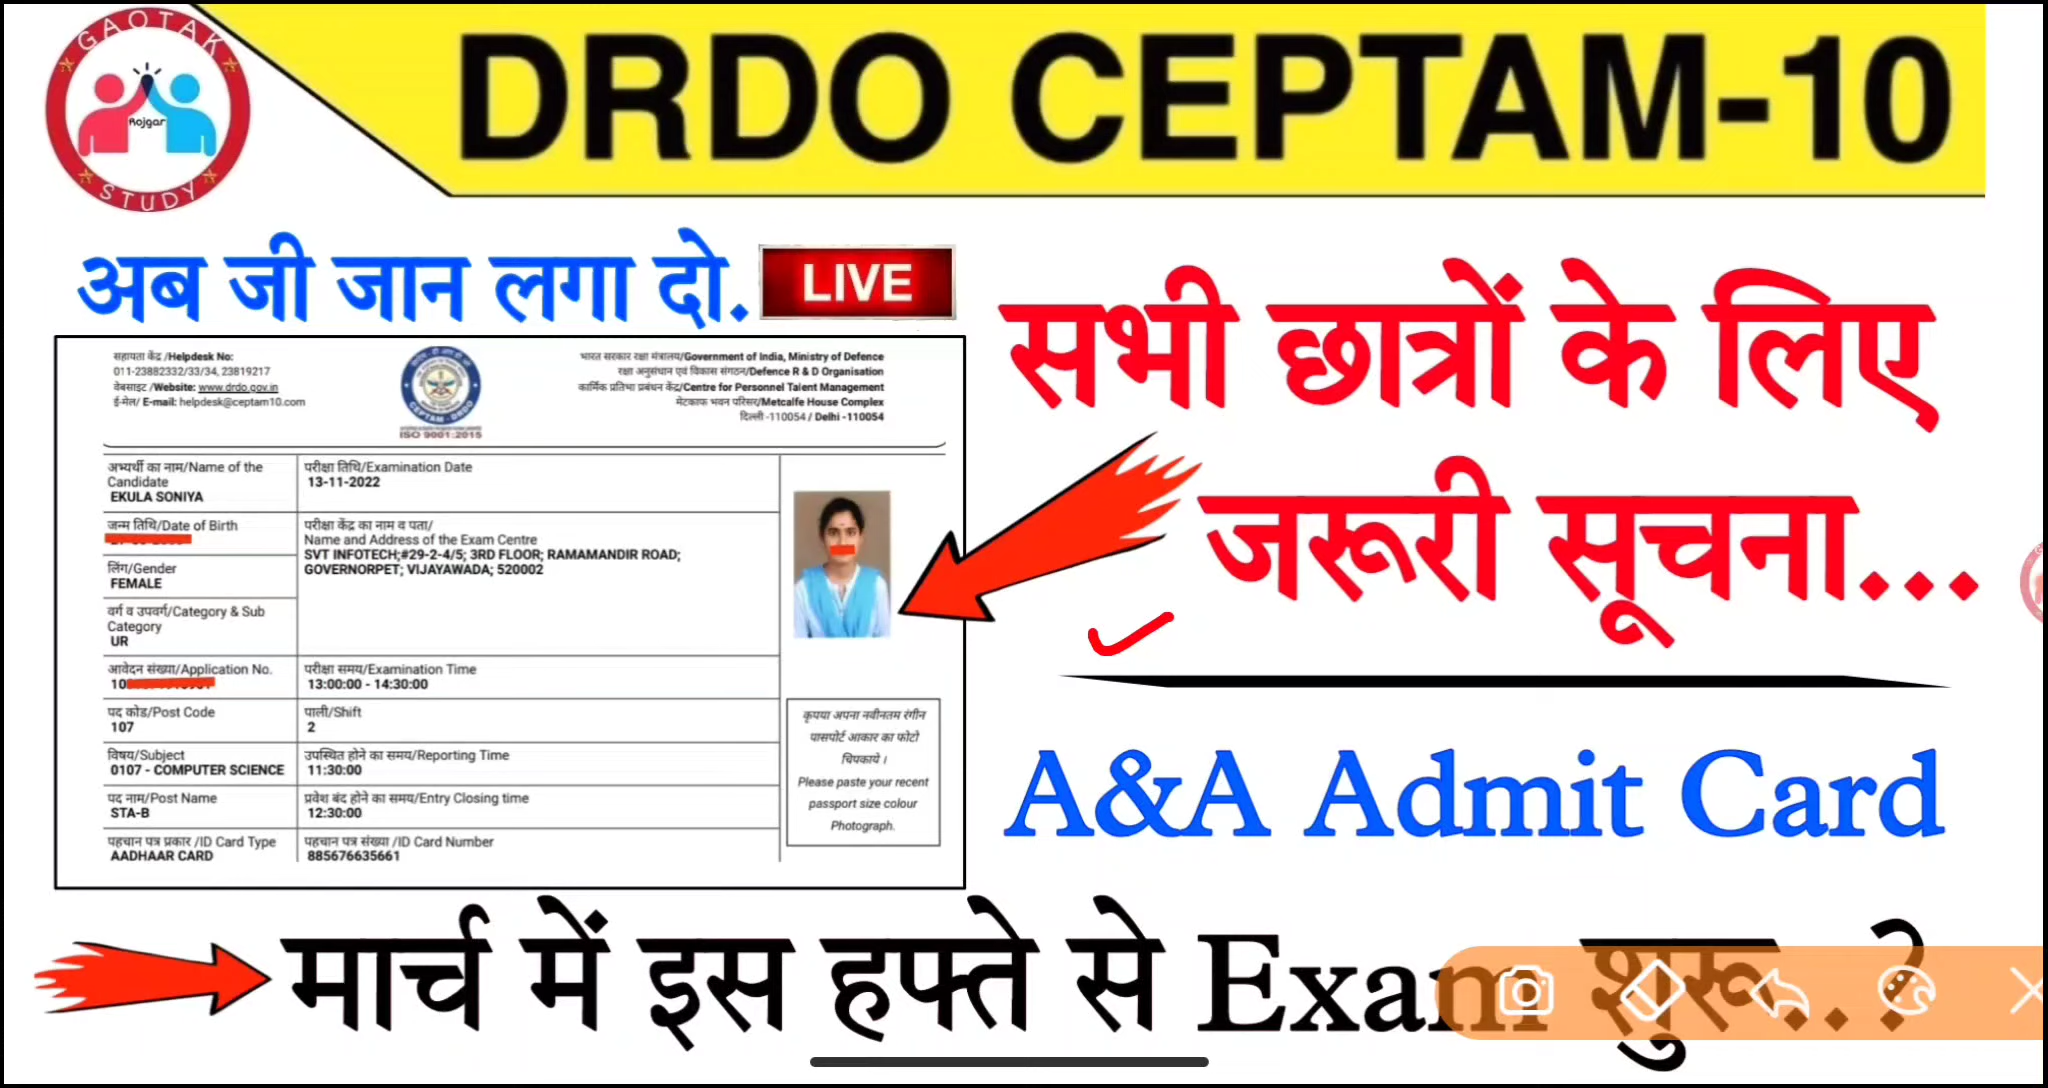 GAOTAK
Rojgar
STUDY
DRDO CEPTAM-10
अब जी जान लगा दो.
LIVE
सभी छात्रों के लिए
जरूरी सूचना...
सहायता केंद्र /Helpdesk No:
011-23882332/33/34, 23819217
वेबसाइट /Website: www.drdo.gov.in
ई-मेल/ E-mail: helpdesk@ceptam10.com
CEPTAM - DRDO
ISO 9001:2015
भारत सरकार रक्षा मंत्रालय/Government of India, Ministry of Defence
रक्षा अनुसंधान एवं विकास संगठन/Defence R & D Organisation
कार्मिक प्रतिभा प्रबंधन केंद्र/Centre for Personnel Talent Management
मेटकाफ भवन परिसर/Metcalfe House Complex
दिल्ली -110054 / Delhi -110054
अभ्यर्थी का नाम/Name of the
Candidate
EKULA SONIYA
परीक्षा तिथि/Examination Date
13-11-2022
जन्म तिथि/Date of Birth
परीक्षा केंद्र का नाम व पता/
Name and Address of the Exam Centre
SVT INFOTECH;#29-2-4/5; 3RD FLOOR; RAMAMANDIR ROAD;
GOVERNORPET; VIJAYAWADA; 520002
लिंग/Gender
FEMALE
वर्ग व उपवर्ग/Category & Sub
Category
UR
आवेदन संख्या/Application No.
10
परीक्षा समय/Examination Time
13:00:00 - 14:30:00
पद कोड/Post Code
107
पाली/Shift
2
विषय/Subject
0107 - COMPUTER SCIENCE
उपस्थित होने का समय/Reporting Time
11:30:00
पद नाम/Post Name
STA-B
प्रवेश बंद होने का समय/Entry Closing time
12:30:00
पहचान पत्र प्रकार /ID Card Type
AADHAAR CARD
पहचान पत्र संख्या /ID Card Number
885676635661
कृपया अपना नवीनतम रंगीन
पासपोर्ट आकार का फोटो
चिपकाये ।
Please paste your recent
passport size colour
Photograph.
A&A Admit Card
मार्च में इस हफ्ते से Exam शुरू..?